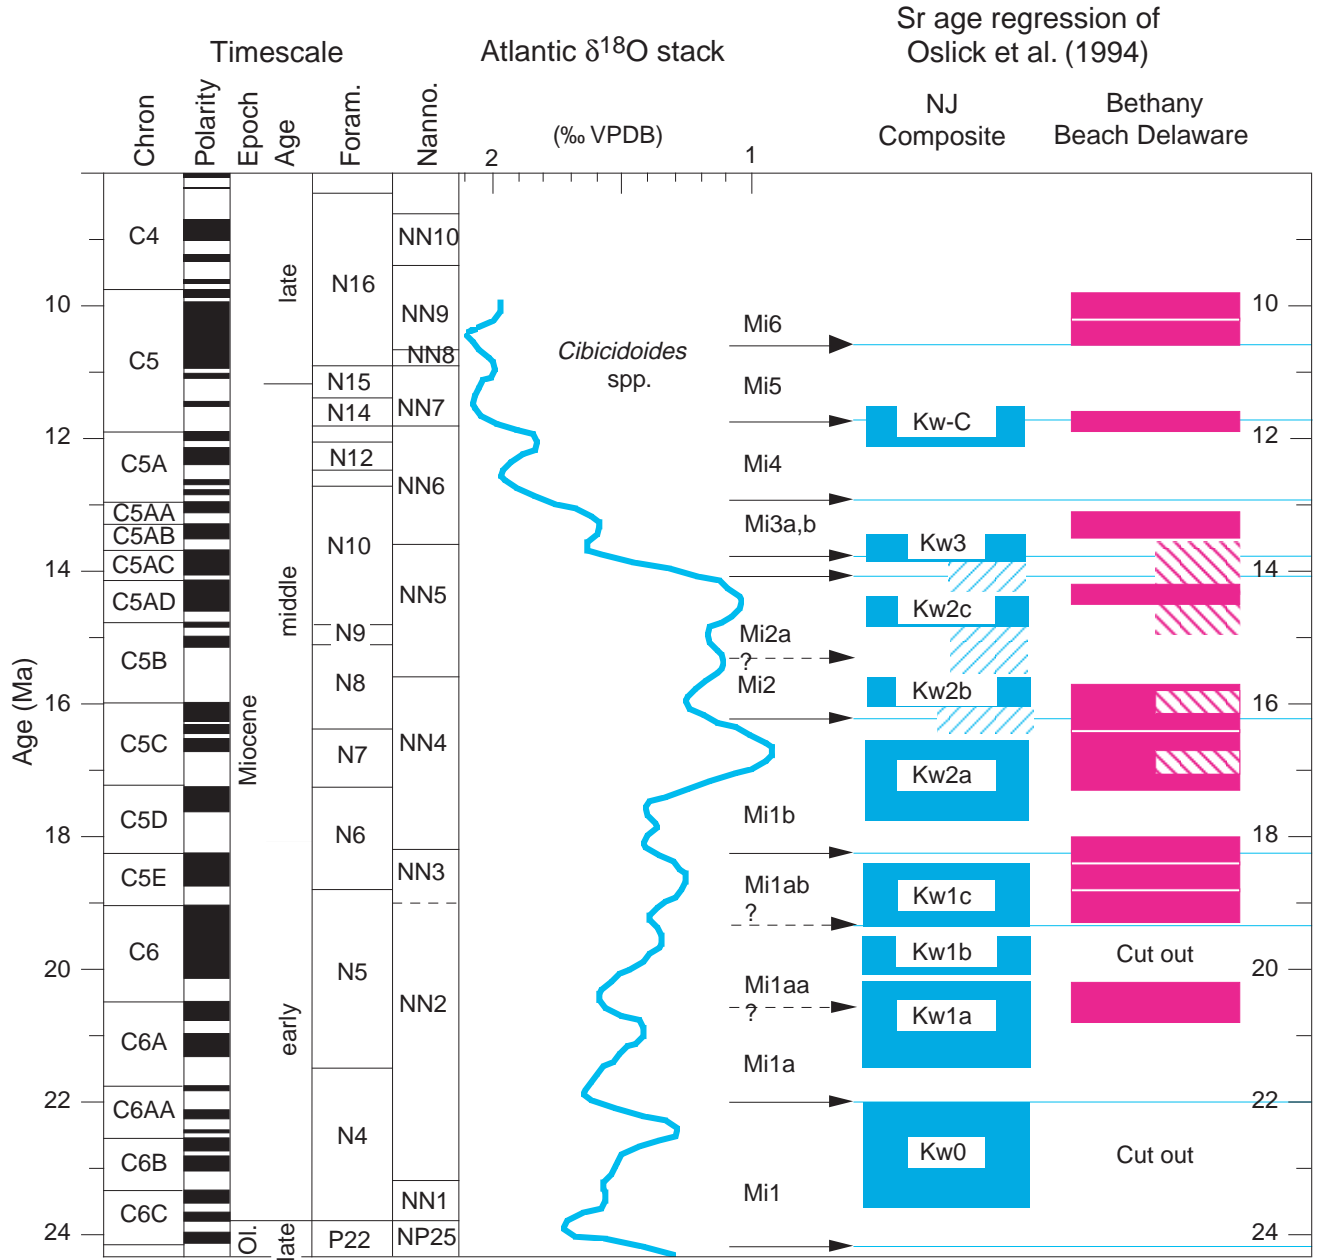 Sr age regression of
Oslick et al. (1994)
Timescale
Atlantic δ18O stack
NJ
Composite
Bethany
Beach Delaware
Chron
Polarity
Epoch
Age
Foram.
Nanno.
(‰ VPDB)
2
1
Age (Ma)
10
12
14
16
18
20
22
24
C4
C5
C5A
C5AA
C5AB
C5AC
C5AD
C5B
C5C
C5D
C5E
C6
C6A
C6AA
C6B
C6C
Miocene
Ol.
late
middle
early
late
N16
N15
N14
N12
N10
N9
N8
N7
N6
N5
N4
P22
NN10
NN9
NN8
NN7
NN6
NN5
NN4
NN3
NN2
NN1
NP25
Cibicidoides
spp.
Mi6
Mi5
Mi4
Mi3a,b
Mi2a
?
Mi2
Mi1b
Mi1ab
?
Mi1aa
?
Mi1a
Mi1
Kw-C
Kw3
Kw2c
Kw2b
Kw2a
Kw1c
Kw1b
Kw1a
Kw0
Cut out
Cut out
10
12
14
16
18
20
22
24